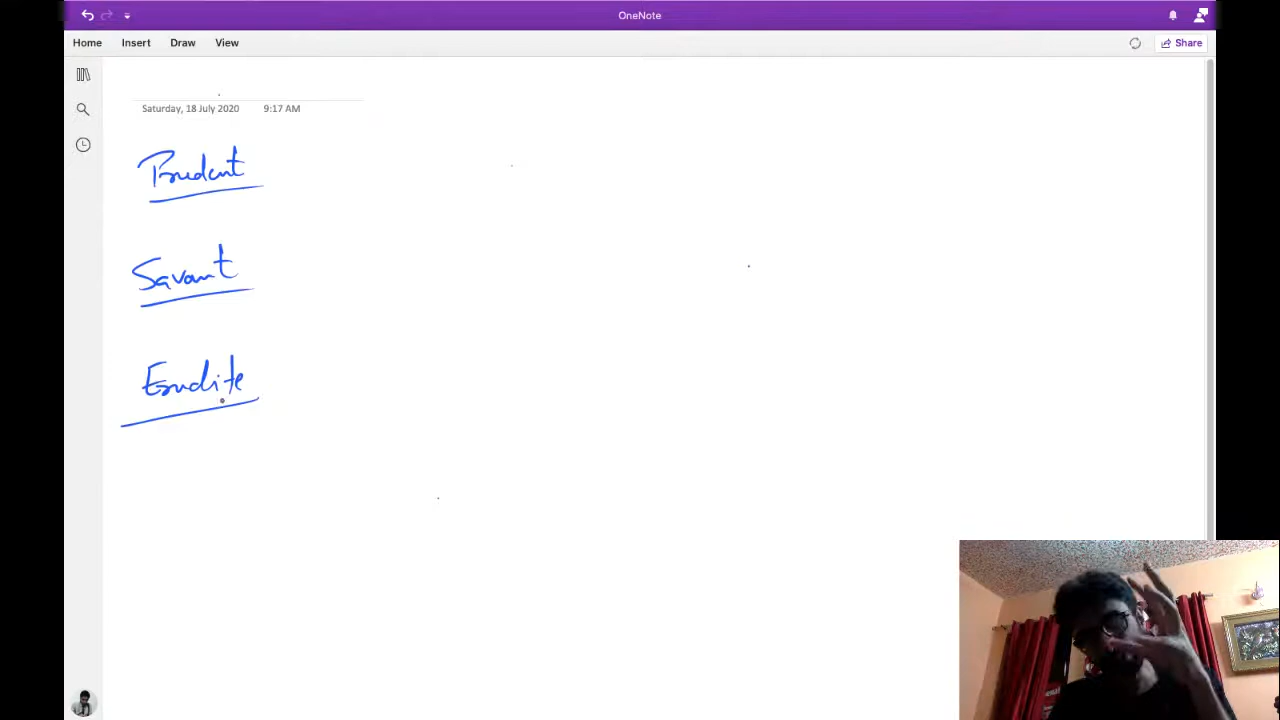 OneNote
Home Insert Draw View Share
Saturday, 18 July 2020 9:17 AM
Prudent
Savant
Erudite